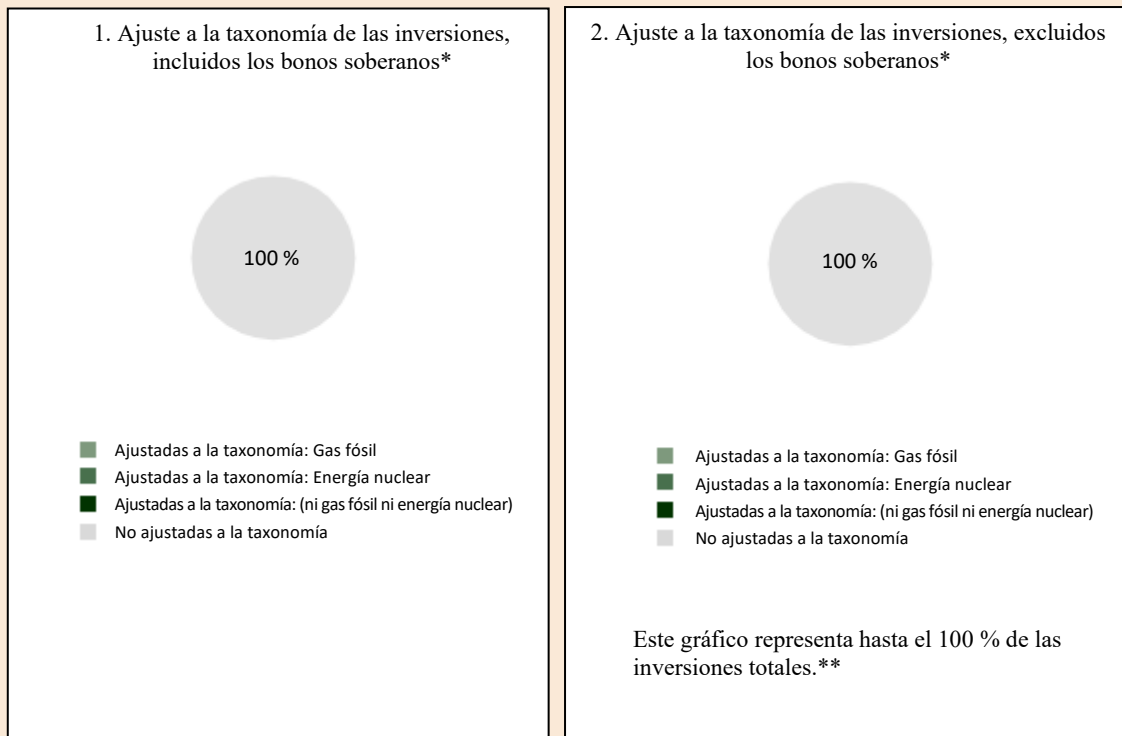 1. Ajuste a la taxonomía de las inversiones,
incluidos los bonos soberanos*
100 %
Ajustadas a la taxonomía: Gas fósil
Ajustadas a la taxonomía: Energía nuclear
Ajustadas a la taxonomía: (ni gas fósil ni energía nuclear)
No ajustadas a la taxonomía
2. Ajuste a la taxonomía de las inversiones, excluidos
los bonos soberanos*
100 %
Ajustadas a la taxonomía: Gas fósil
Ajustadas a la taxonomía: Energía nuclear
Ajustadas a la taxonomía: (ni gas fósil ni energía nuclear)
No ajustadas a la taxonomía
Este gráfico representa hasta el 100 % de las
inversiones totales.**